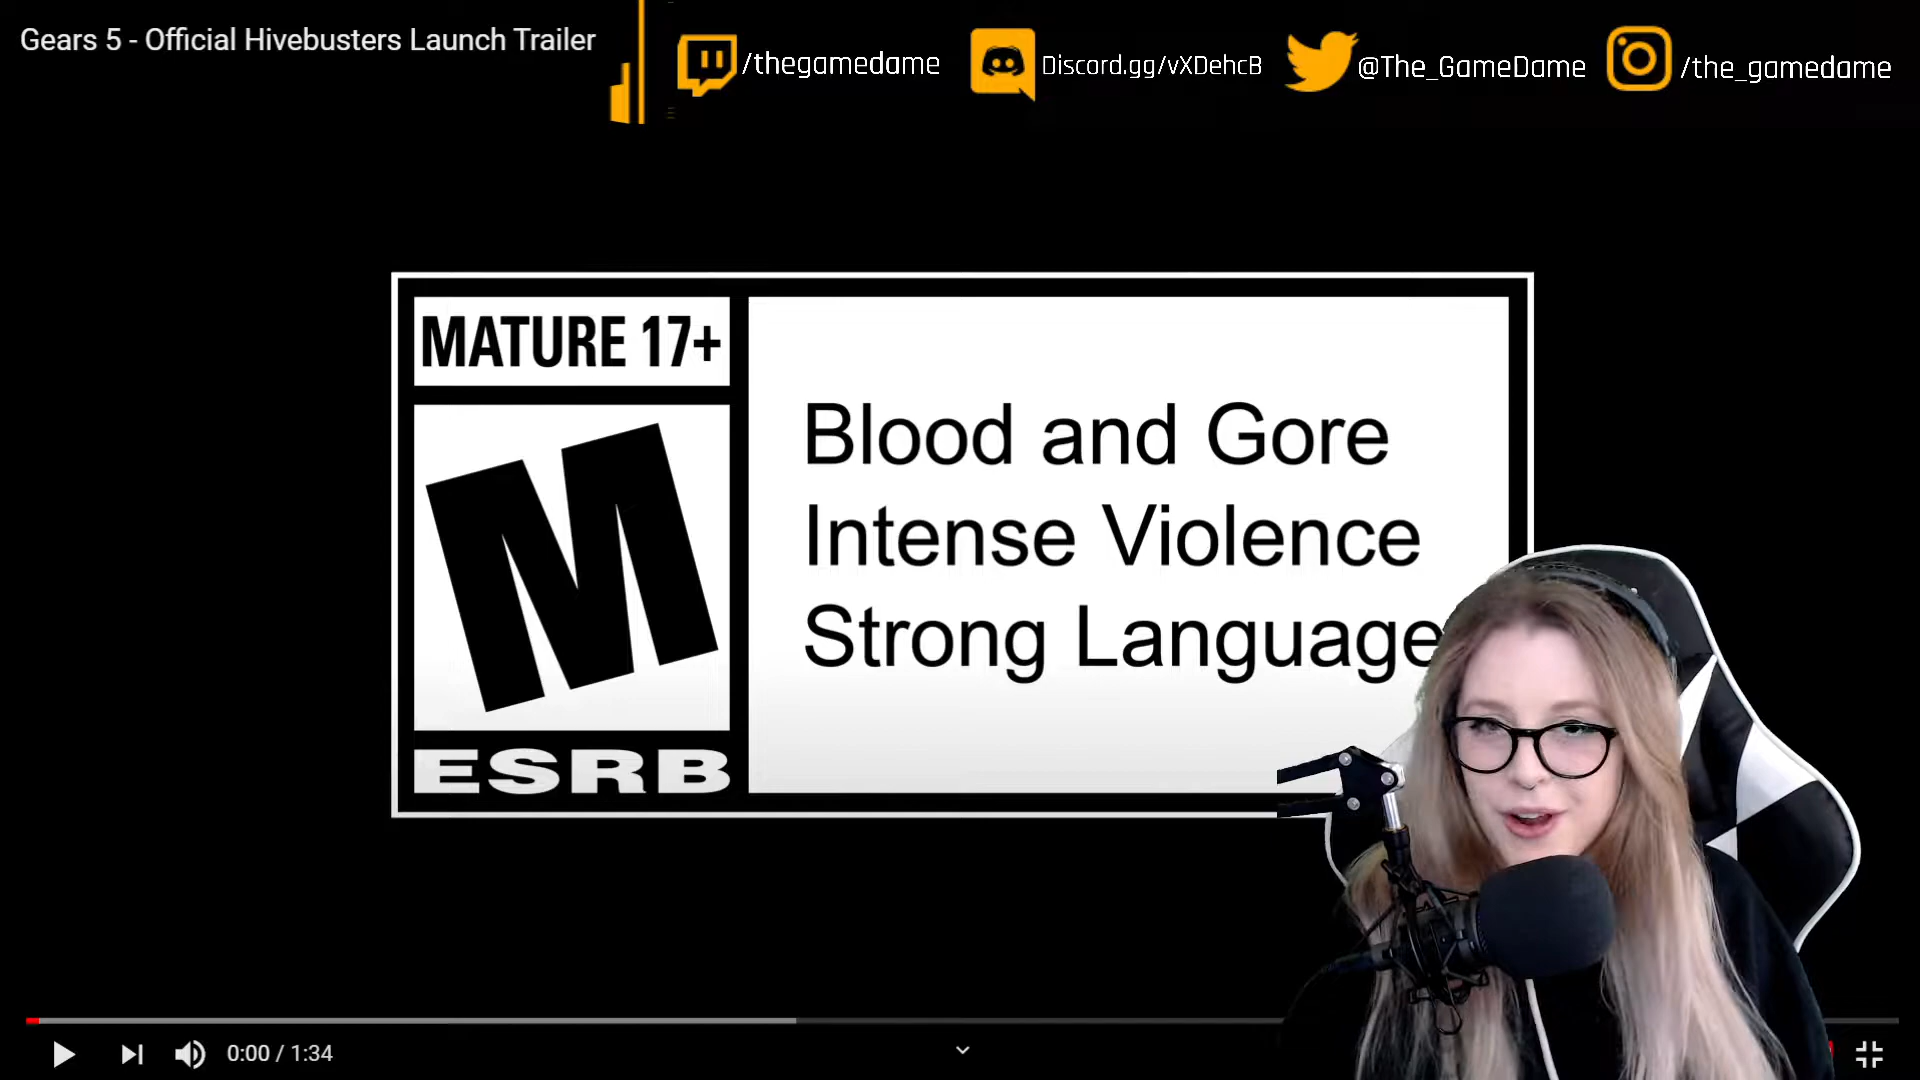 Gears 5 - Official Hivebusters Launch Trailer
/thegamedame
Discord.gg/vXDehcB
@The_GameDame
/the_gamedame
MATURE 17+
M
ESRB
Blood and Gore
Intense Violence
Strong Language
0:00 / 1:34